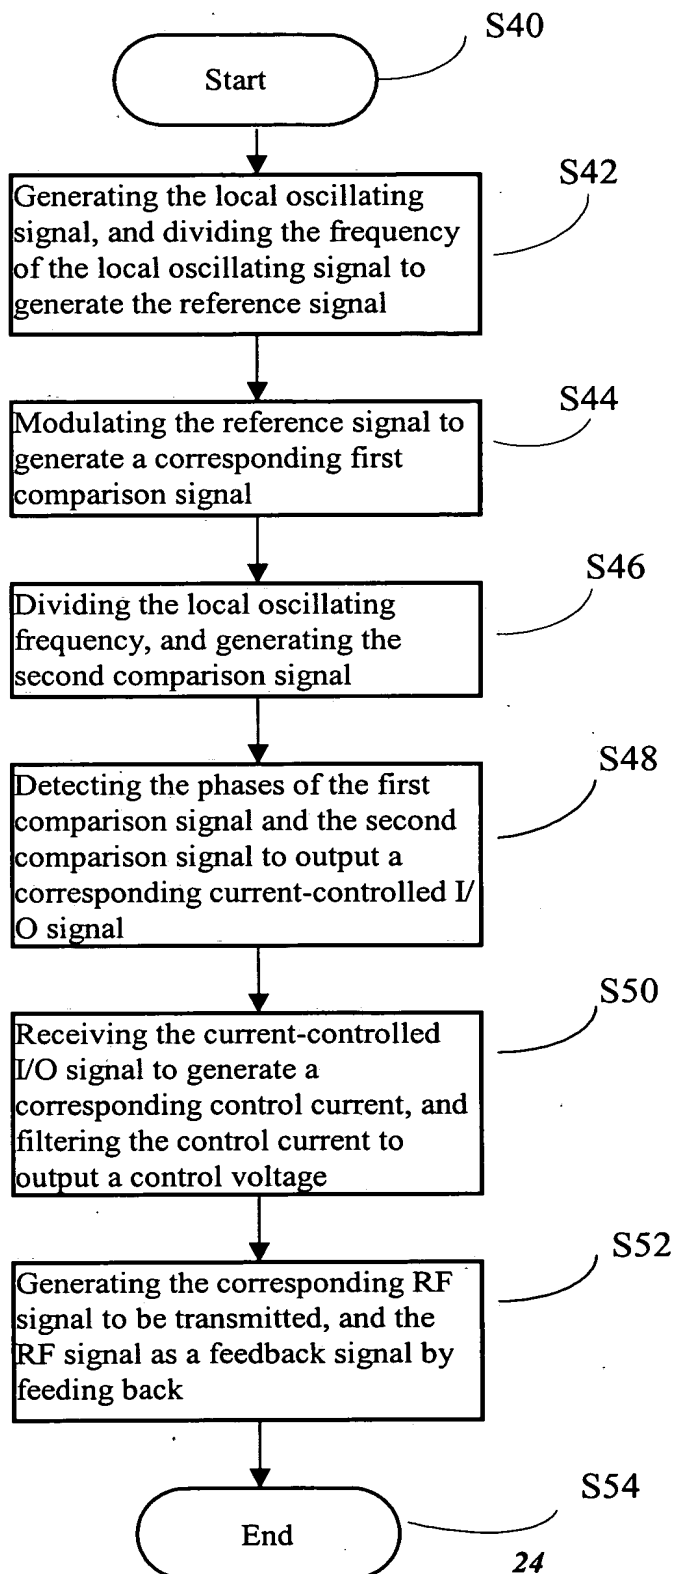 S40
Start
S42
Generating the local oscillating
signal, and dividing the frequency
of the local oscillating signal to
generate the reference signal
S44
Modulating the reference signal to
generate a corresponding first
comparison signal
S46
Dividing the local oscillating
frequency, and generating the
second comparison signal
S48
Detecting the phases of the first
comparison signal and the second
comparison signal to output a
corresponding current-controlled I/
O signal
S50
Receiving the current-controlled
I/O signal to generate a
corresponding control current, and
filtering the control current to
output a control voltage
S52
Generating the corresponding RF
signal to be transmitted, and the
RF signal as a feedback signal by
feeding back
S54
End
24